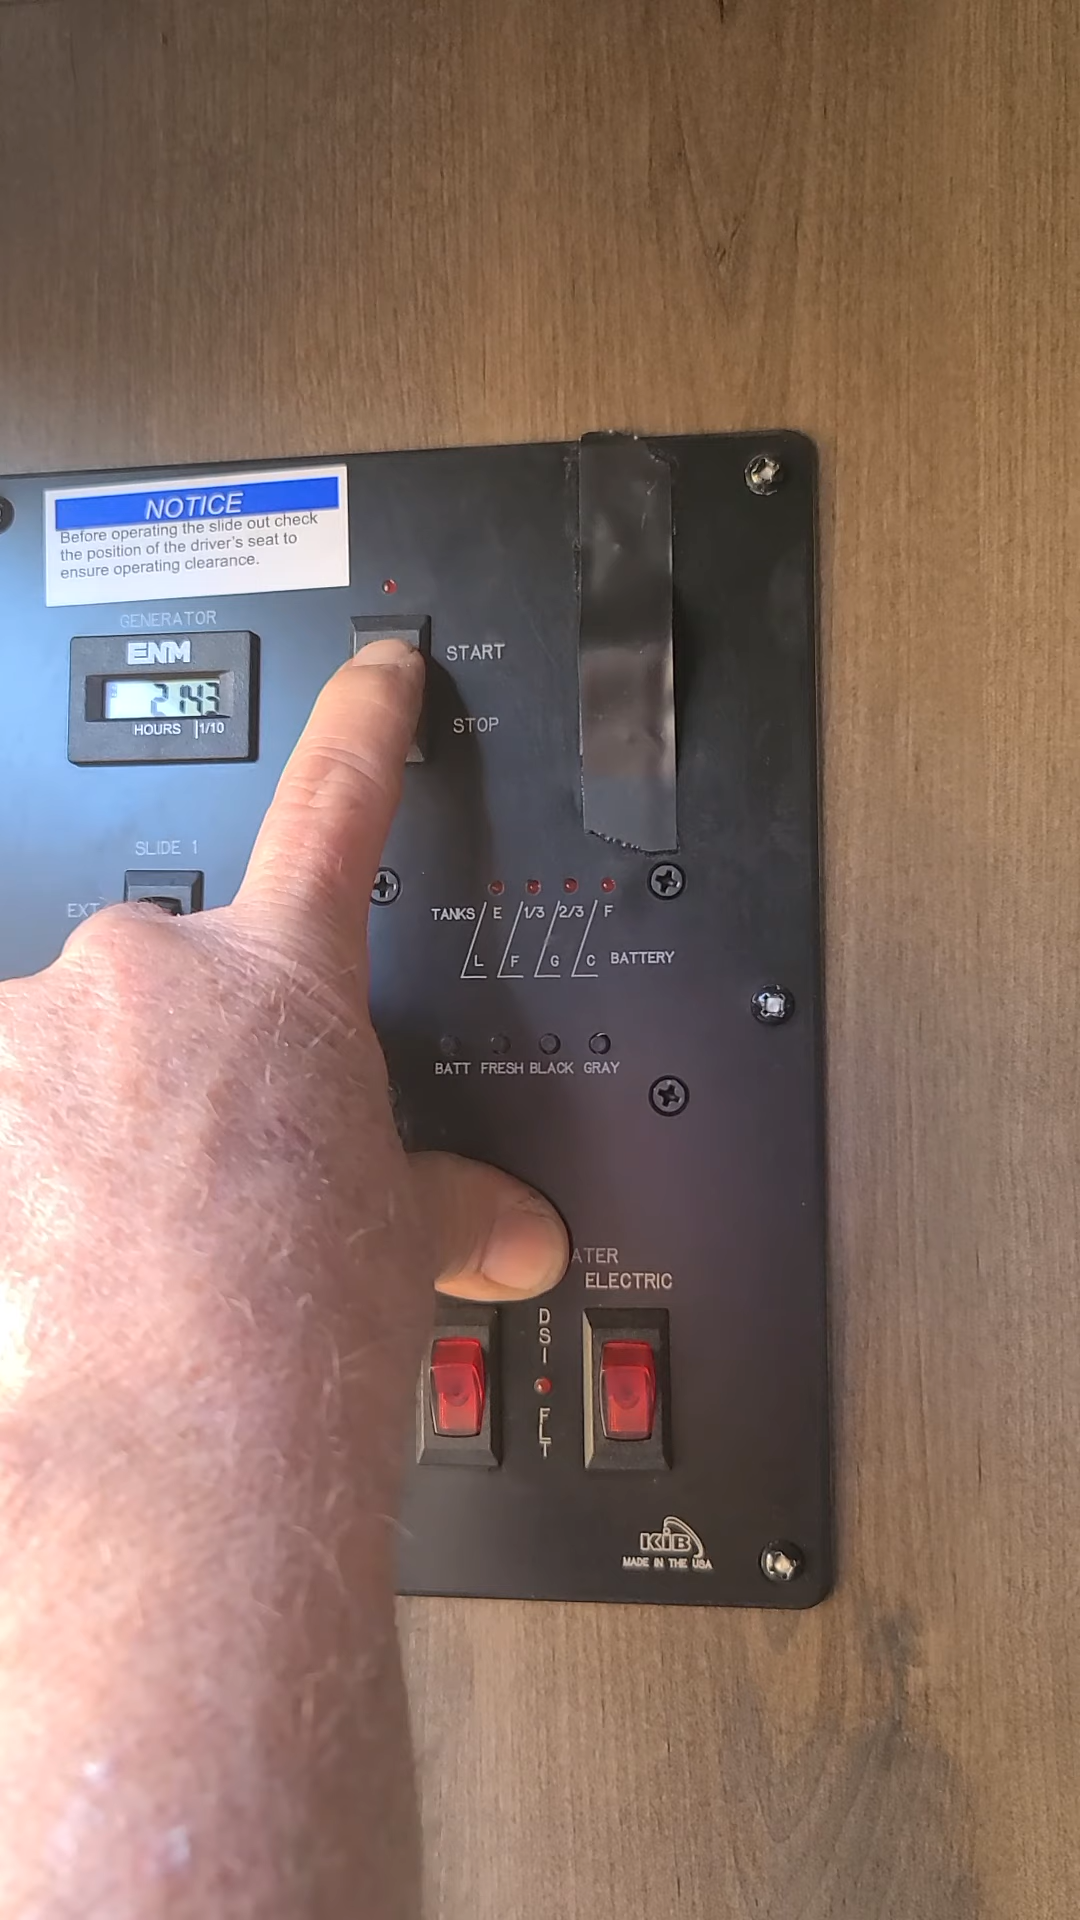 NOTICE
Before operating the slide out check
the position of the driver's seat to
ensure operating clearance.
GENERATOR
ENM
HOURS 1/10
START
STOP
SLIDE 1
EXT
TANKS E 1/3 2/3 F
L F G C BATTERY
BATT FRESH BLACK GRAY
ATER
ELECTRIC
DSI
FLT
KiB
MADE IN THE USA